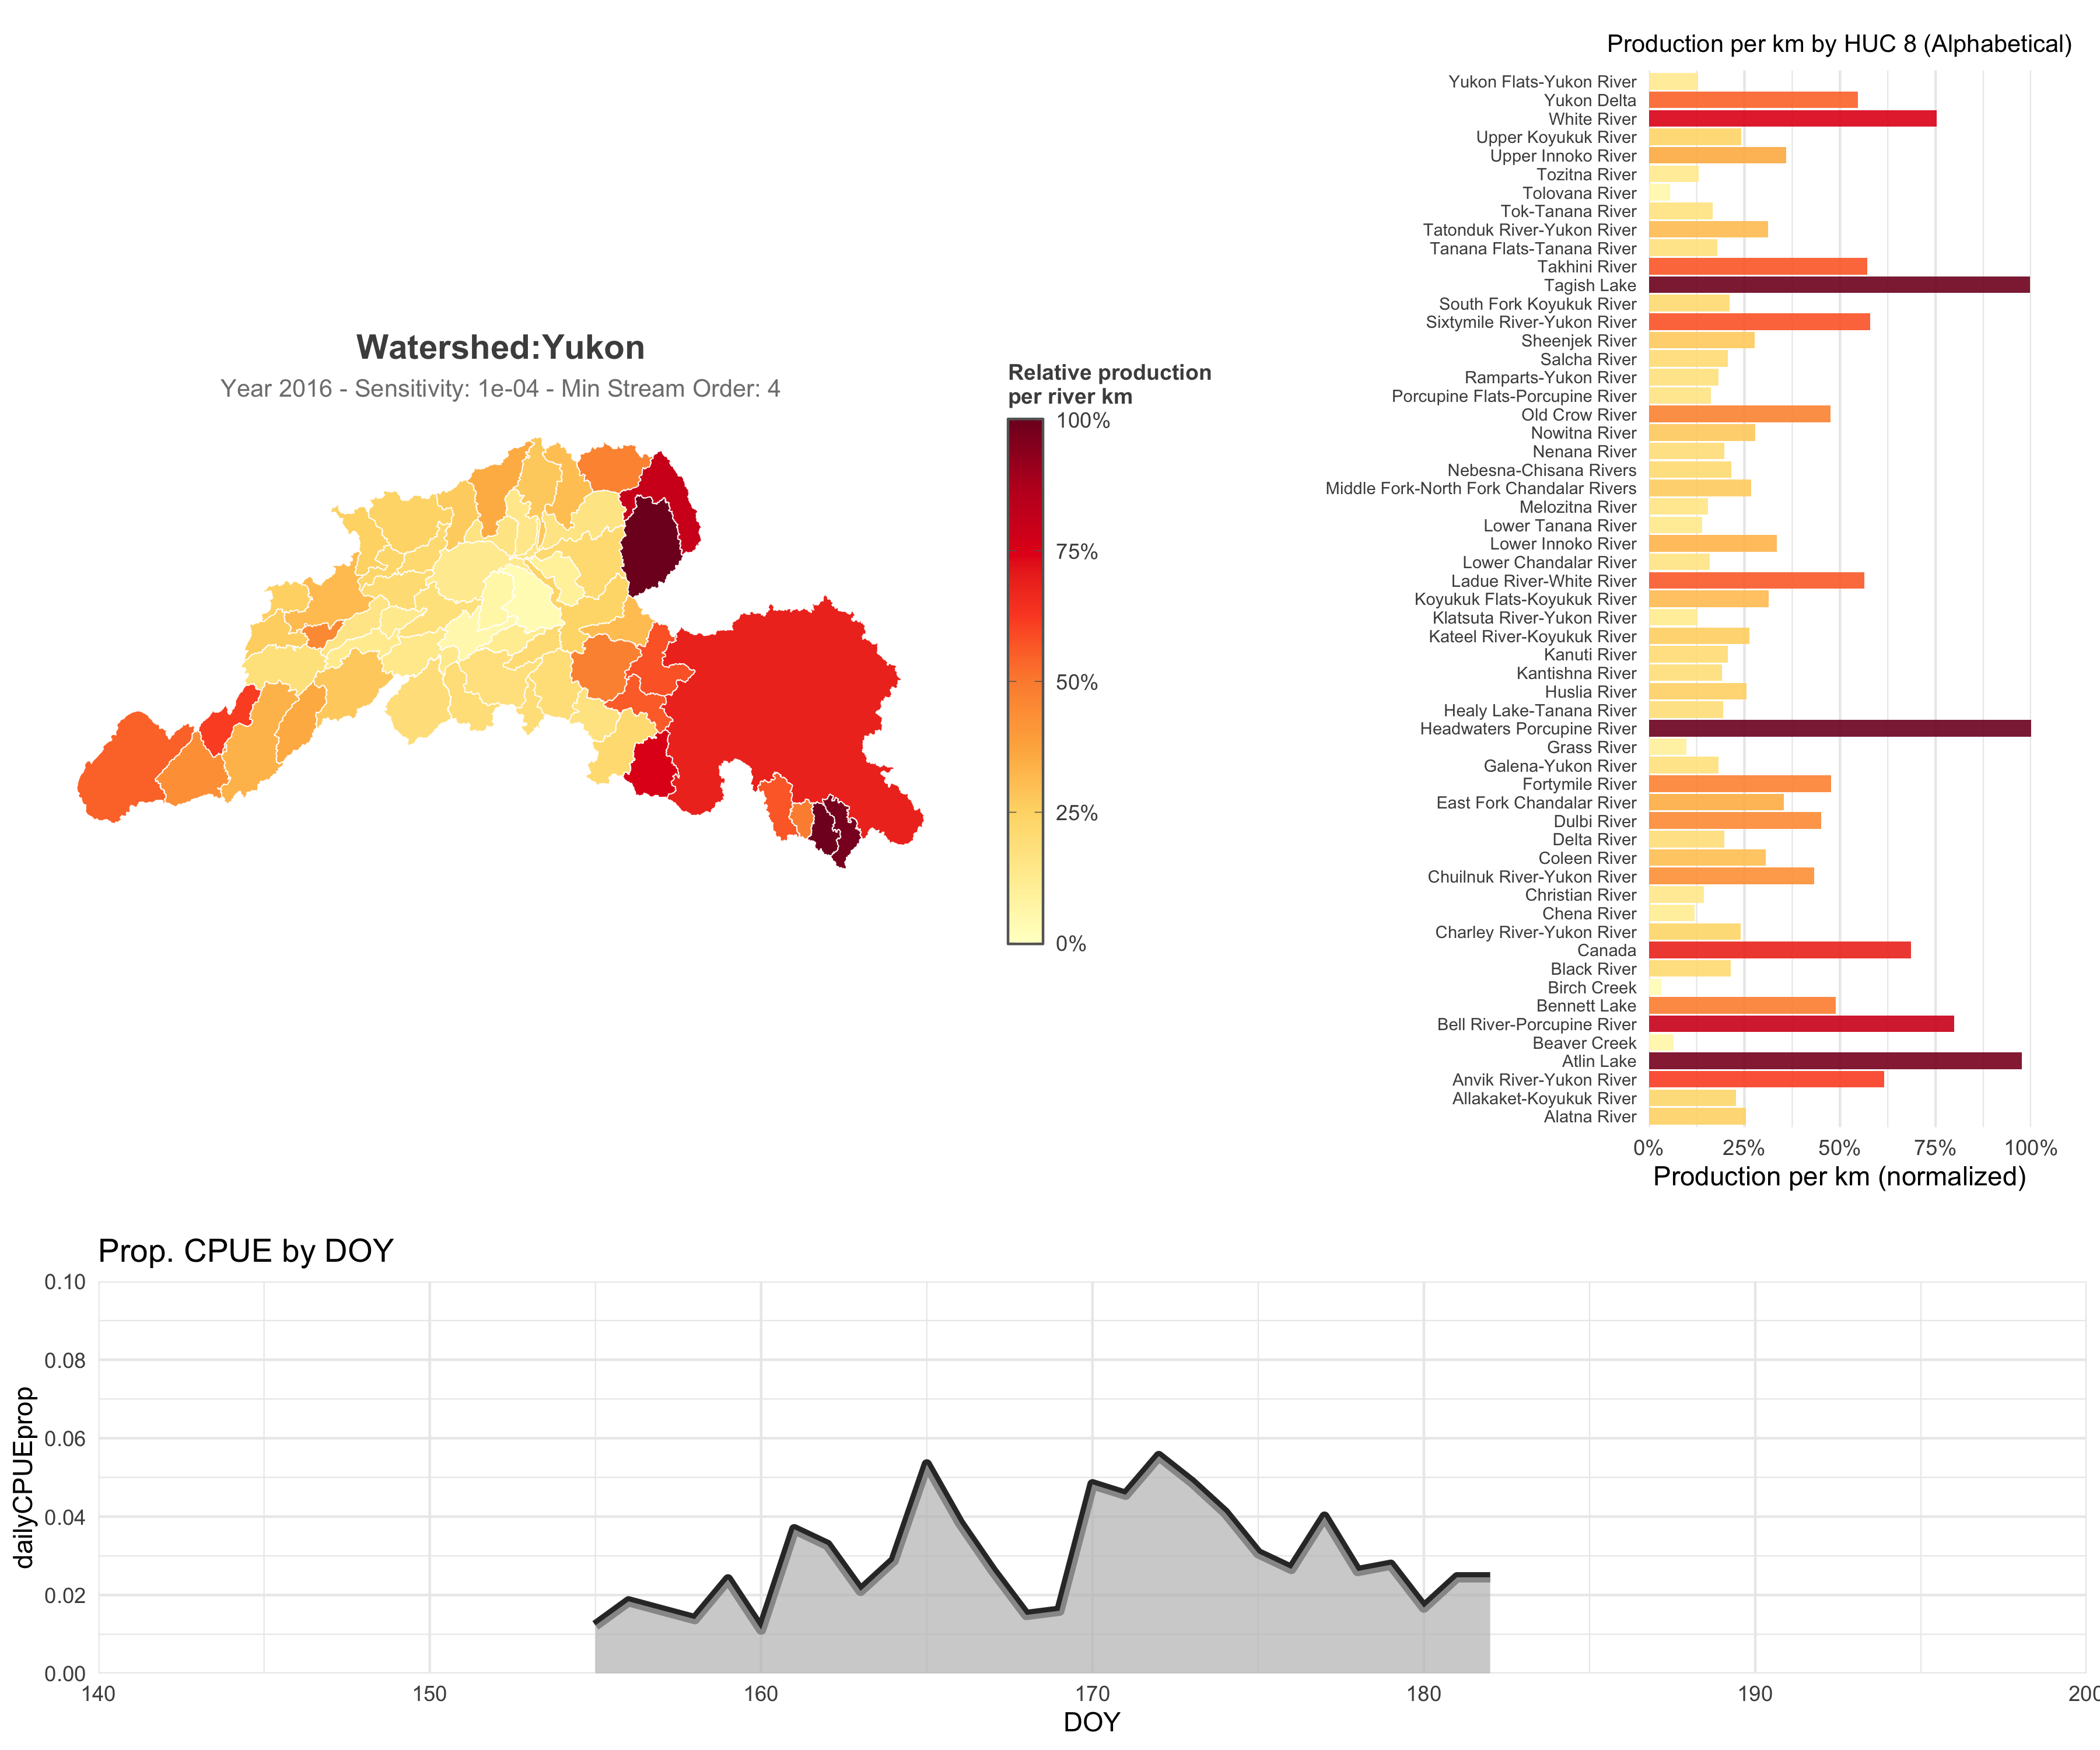 Production per km by HUC 8 (Alphabetical)
Yukon Flats-Yukon River
Yukon Delta
White River
Upper Koyukuk River
Upper Innoko River
Tozitna River
Tolovana River
Tok-Tanana River
Tatonduk River-Yukon River
Tanana Flats-Tanana River
Takhini River
Tagish Lake
South Fork Koyukuk River
Sixtymile River-Yukon River
Sheenjek River
Salcha River
Ramparts-Yukon River
Porcupine Flats-Porcupine River
Old Crow River
Nowitna River
Nenana River
Nebesna-Chisana Rivers
Middle Fork-North Fork Chandalar Rivers
Melozitna River
Lower Tanana River
Lower Innoko River
Lower Chandalar River
Ladue River-White River
Koyukuk Flats-Koyukuk River
Klatsuta River-Yukon River
Kateel River-Koyukuk River
Kanuti River
Kantishna River
Huslia River
Healy Lake-Tanana River
Headwaters Porcupine River
Grass River
Galena-Yukon River
Fortymile River
East Fork Chandalar River
Dulbi River
Delta River
Coleen River
Chuilnuk River-Yukon River
Christian River
Chena River
Charley River-Yukon River
Canada
Black River
Birch Creek
Bennett Lake
Bell River-Porcupine River
Beaver Creek
Atlin Lake
Anvik River-Yukon River
Allakaket-Koyukuk River
Alatna River
0% 25% 50% 75% 100%
Production per km (normalized)
Watershed:Yukon
Year 2016 - Sensitivity: 1e-04 - Min Stream Order: 4
Relative production
per river km
100%
75%
50%
25%
0%
Prop. CPUE by DOY
dailyCPUEprop
0.10
0.08
0.06
0.04
0.02
0.00
140 150 160 170 180 190 200
DOY